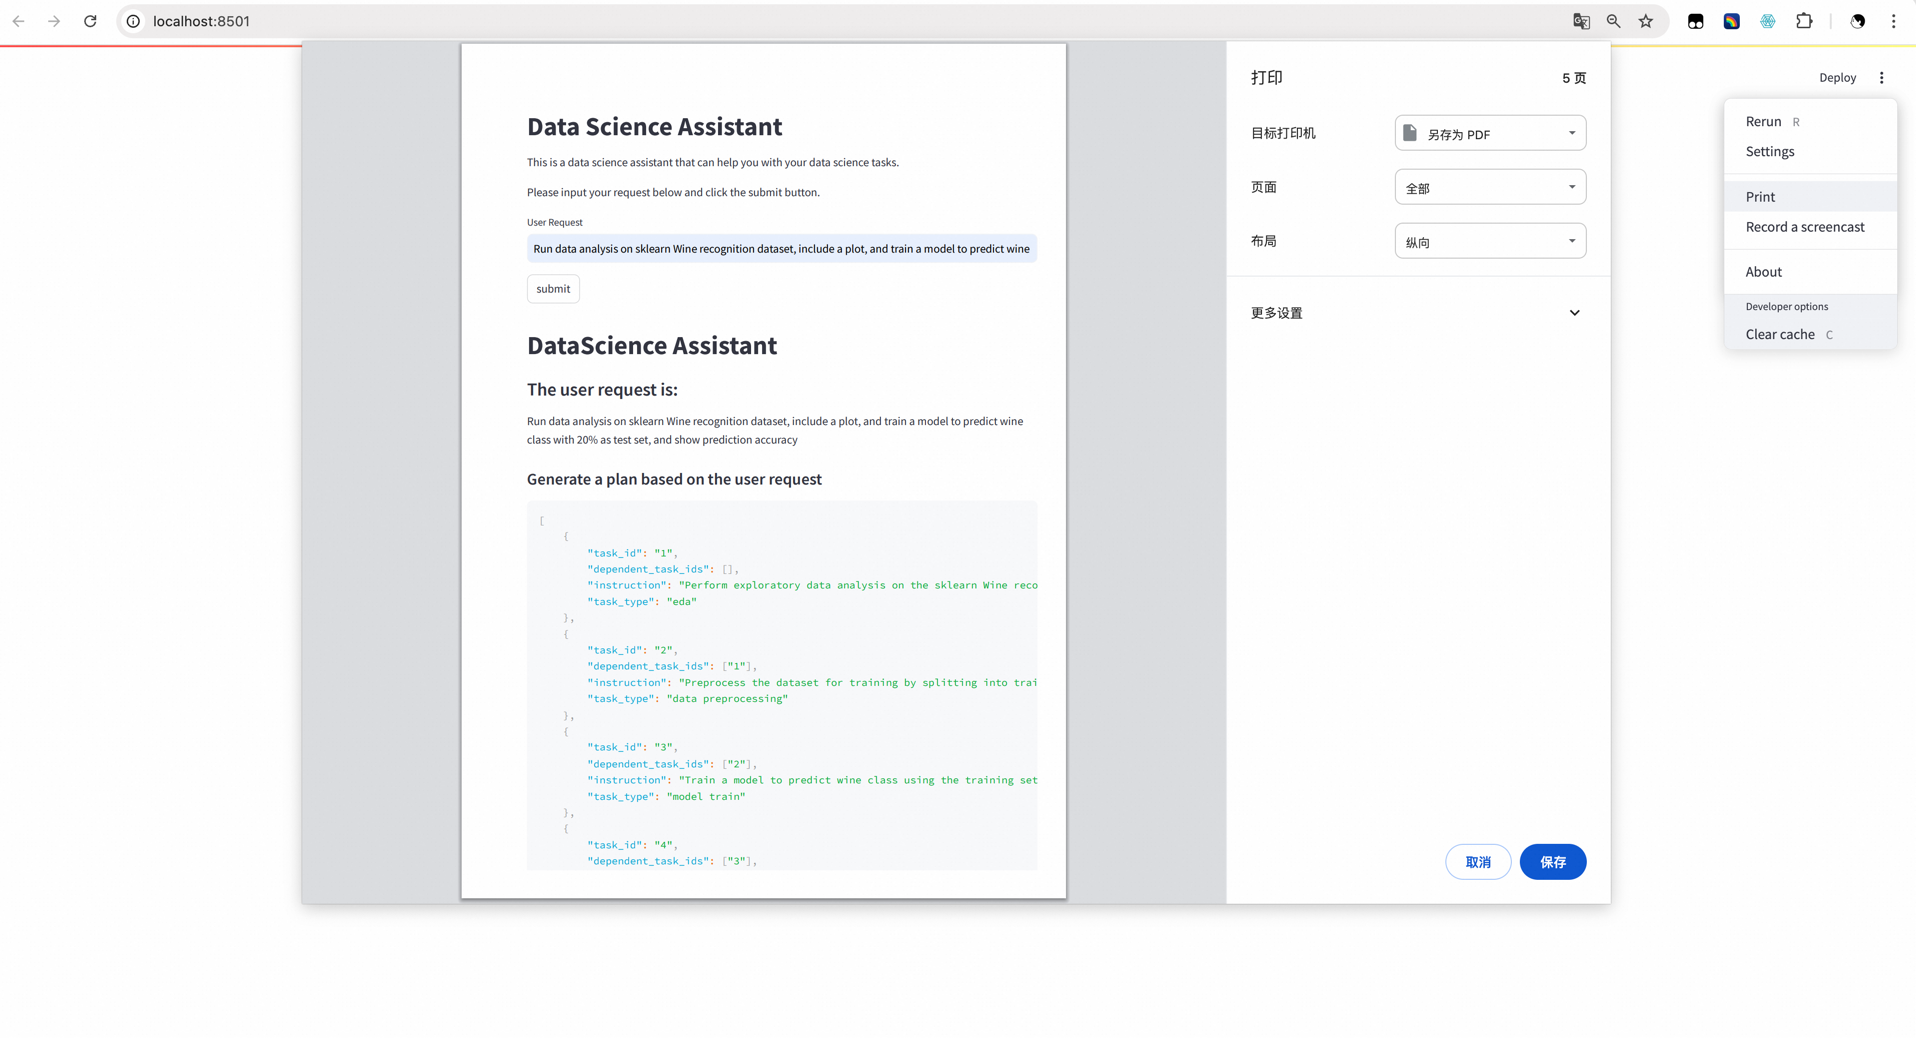 localhost:8501
Deploy
Rerun R
Settings
Print
Record a screencast
About
Developer options
Clear cache C
Data Science Assistant
This is a data science assistant that can help you with your data science tasks.
Please input your request below and click the submit button.
User Request
Run data analysis on sklearn Wine recognition dataset, include a plot, and train a model to predict wine
submit
DataScience Assistant
The user request is:
Run data analysis on sklearn Wine recognition dataset, include a plot, and train a model to predict wine
class with 20% as test set, and show prediction accuracy
Generate a plan based on the user request
[
{
"task_id": "1",
"dependent_task_ids": [],
"instruction": "Perform exploratory data analysis on the sklearn Wine reco
"task_type": "eda"
},
{
"task_id": "2",
"dependent_task_ids": ["1"],
"instruction": "Preprocess the dataset for training by splitting into trai
"task_type": "data preprocessing"
},
{
"task_id": "3",
"dependent_task_ids": ["2"],
"instruction": "Train a model to predict wine class using the training set
"task_type": "model train"
},
{
"task_id": "4",
"dependent_task_ids": ["3"],
打印 5 页
目标打印机 另存为 PDF
页面 全部
布局 纵向
更多设置
取消 保存